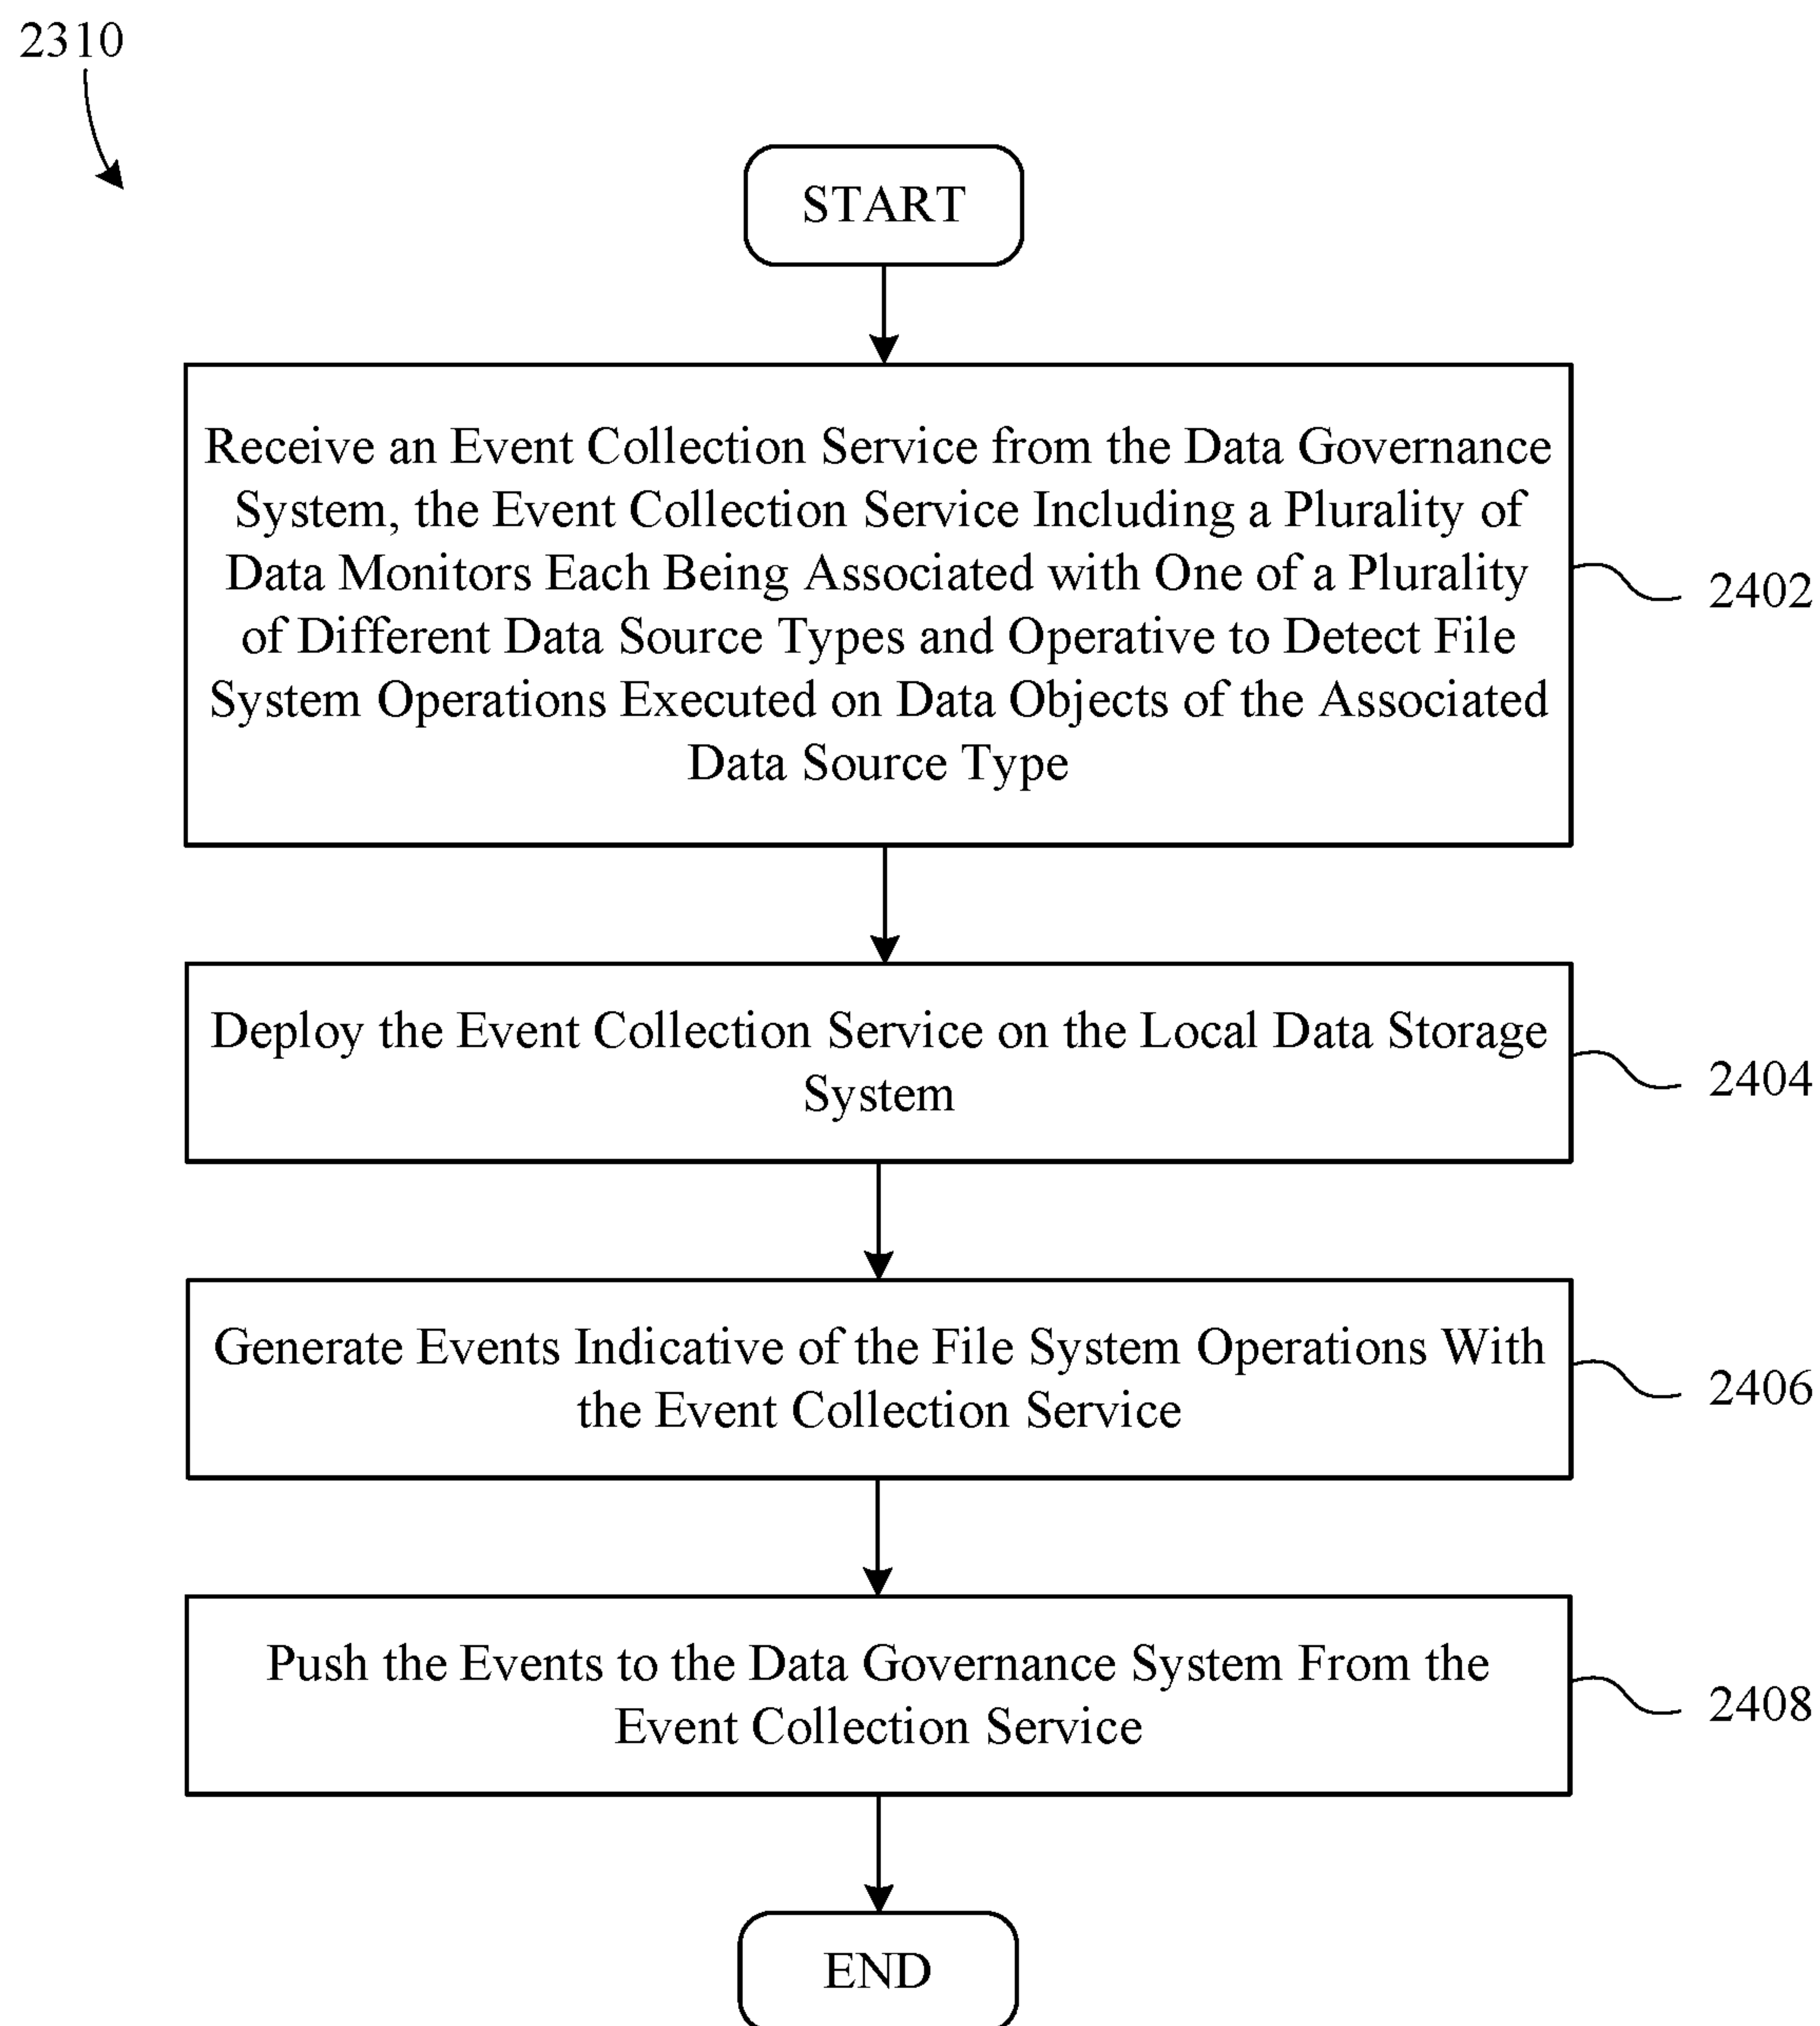 2310
START
Receive an Event Collection Service from the Data Governance
System, the Event Collection Service Including a Plurality of
Data Monitors Each Being Associated with One of a Plurality
of Different Data Source Types and Operative to Detect File
System Operations Executed on Data Objects of the Associated
Data Source Type
2402
Deploy the Event Collection Service on the Local Data Storage
System
2404
Generate Events Indicative of the File System Operations With
the Event Collection Service
2406
Push the Events to the Data Governance System From the
Event Collection Service
2408
END